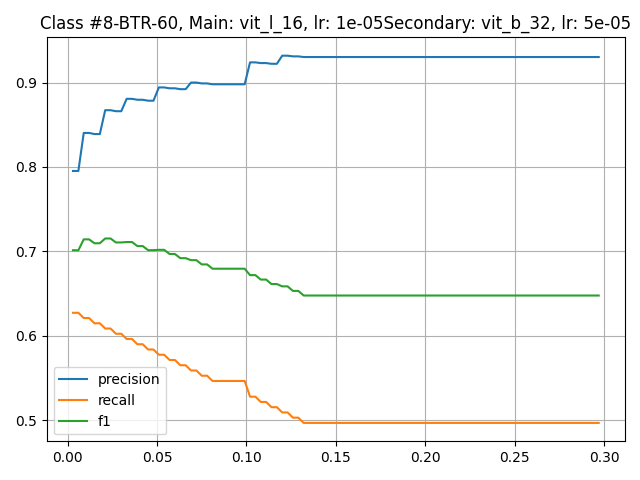 Class #8-BTR-60, Main: vit_l_16, lr: 1e-05Secondary: vit_b_32, lr: 5e-05
0.9
0.8
0.7
0.6
0.5
precision
recall
f1
0.00 0.05 0.10 0.15 0.20 0.25 0.30